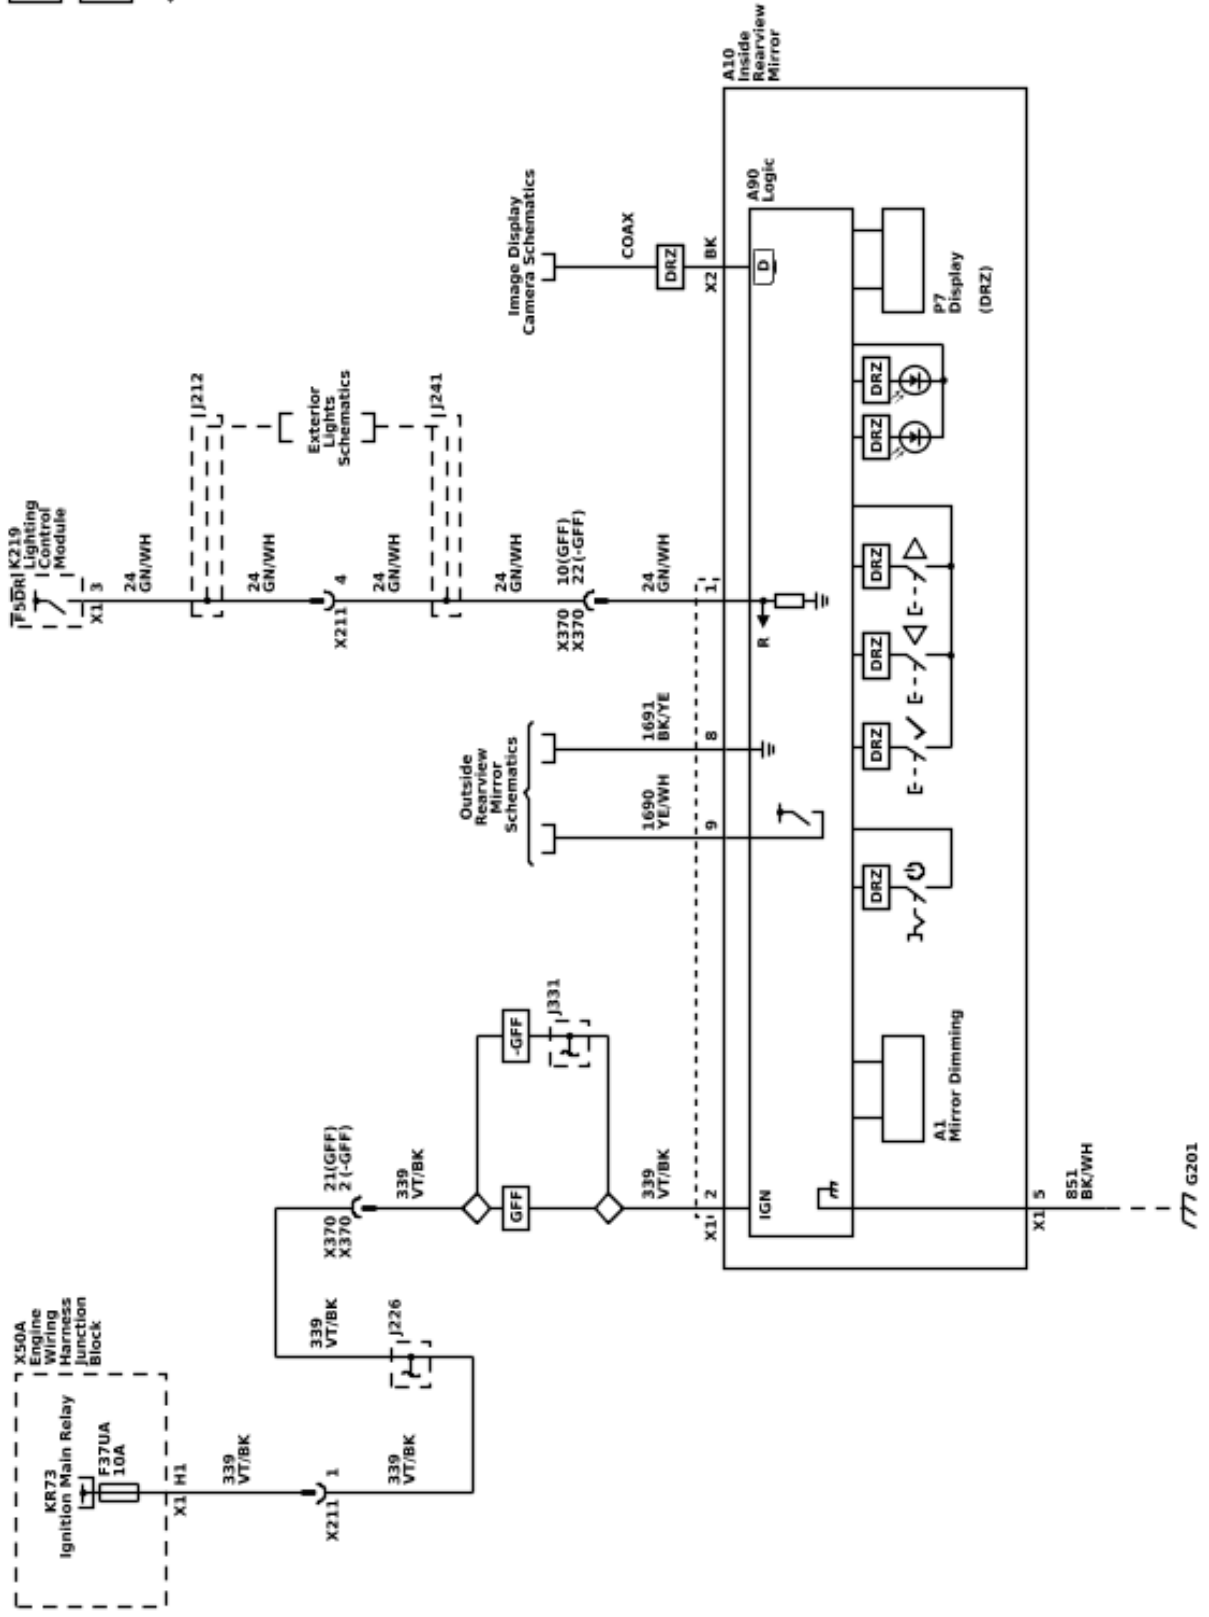 X50A
Engine
Wiring
Harness
Junction
Block
KR73
Ignition Main Relay
F37UA
10A
X1
H1
339
VT/BK
X211
1
339
VT/BK
J226
339
VT/BK
21(GFF)
2 (-GFF)
X370
X370
339
VT/BK
GFF
-GFF
J331
339
VT/BK
X1
2
IGN
K219
Lighting
Control
Module
F5DR
X1
3
24
GN/WH
J212
24
GN/WH
Exterior
Lights
Schematics
X211
4
24
GN/WH
J241
24
GN/WH
10(GFF)
22 (-GFF)
X370
X370
24
GN/WH
1
R
Outside
Rearview
Mirror
Schematics
1690
YE/WH
9
1691
BK/YE
8
Image Display
Camera Schematics
COAX
DRZ
X2
BK
D
A10
Inside
Rearview
Mirror
A90
Logic
A1
Mirror Dimming
DRZ
DRZ
DRZ
DRZ
DRZ
DRZ
P7
Display
(DRZ)
X1
5
851
BK/WH
G201